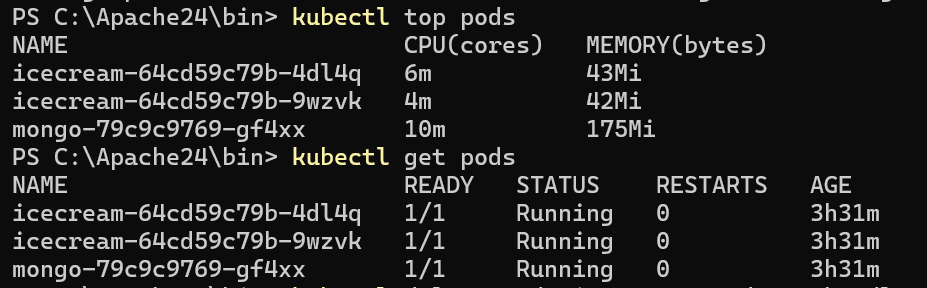 PS C:\Apache24\bin> kubectl top pods
NAME CPU(cores) MEMORY(bytes)
icecream-64cd59c79b-4dl4q 6m 43Mi
icecream-64cd59c79b-9wzvk 4m 42Mi
mongo-79c9c9769-gf4xx 10m 175Mi
PS C:\Apache24\bin> kubectl get pods
NAME READY STATUS RESTARTS AGE
icecream-64cd59c79b-4dl4q 1/1 Running 0 3h31m
icecream-64cd59c79b-9wzvk 1/1 Running 0 3h31m
mongo-79c9c9769-gf4xx 1/1 Running 0 3h31m